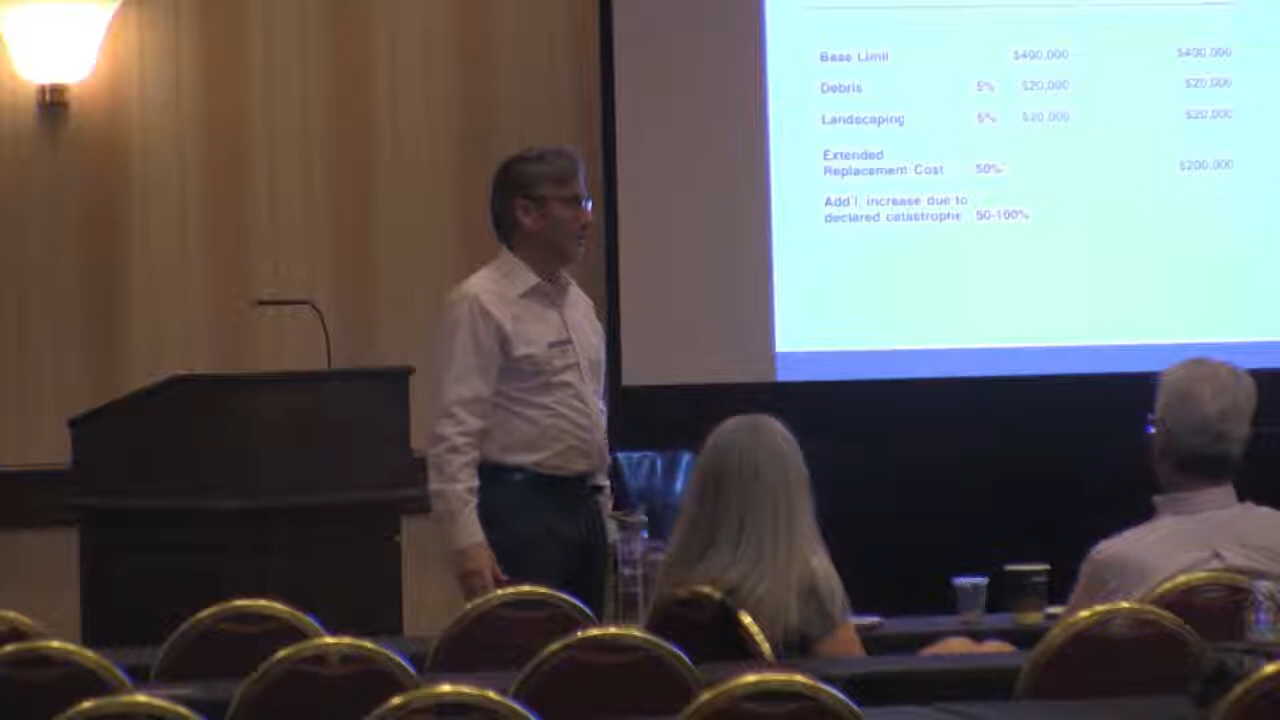 Base Limit $400,000 $400,000
Debris 5% $20,000 $20,000
Landscaping 5% $20,000 $20,000
Extended
Replacement Cost 50% $200,000
Add'l increase due to
declared catastrophe 50-100%